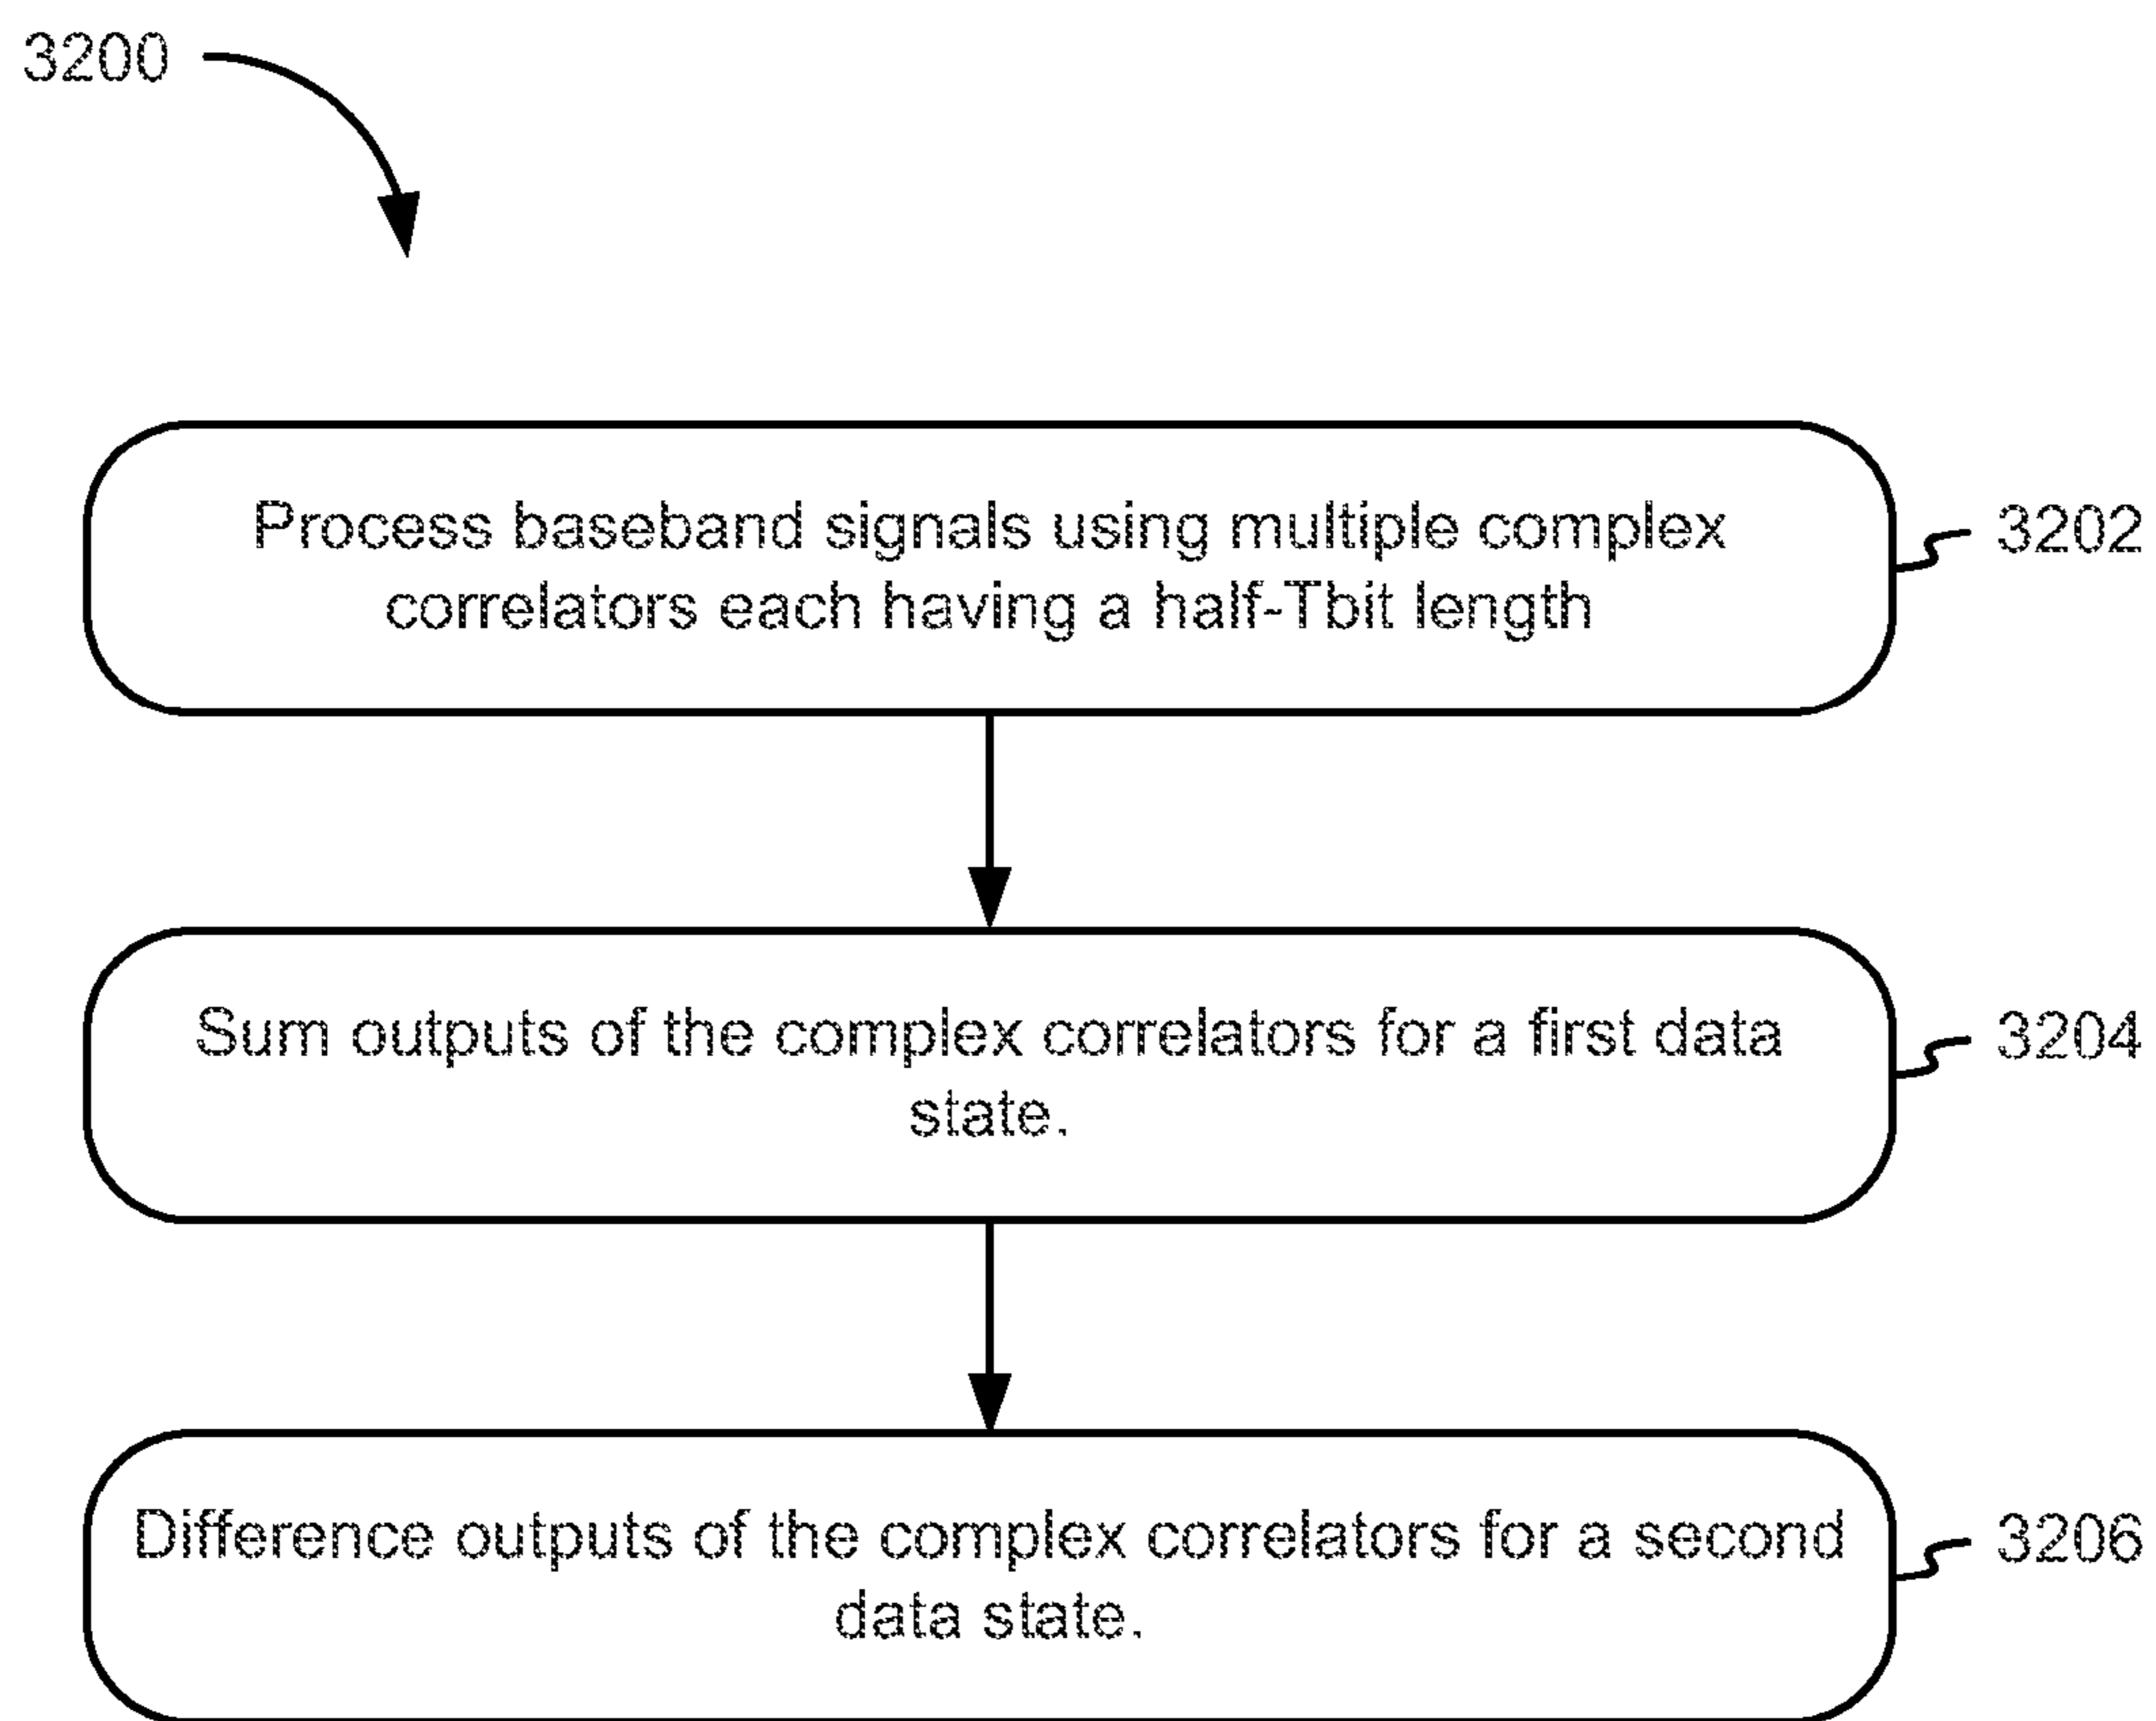 3200
Process baseband signals using multiple complex
correlators each having a half-Tbit length
3202
Sum outputs of the complex correlators for a first data
state.
3204
Difference outputs of the complex correlators for a second
data state.
3206